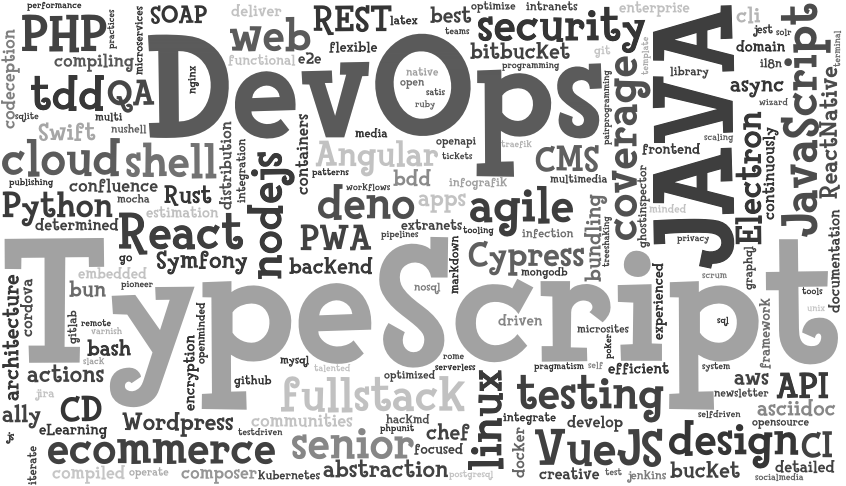 performance
PHP
practices
microservices
SOAP
deliver
web
functional
e2e
REST
latex
flexible
best
teams
optimize
intranets
security
bitbucket
programming
enterprise
git
template
cli
jest
solr
domain
il8n
library
async
wizard
JavaScript
terminal
ReactNative
codeception
compiling
tdd
QA
sqlite
multi
nginx
DevOps
native
open
satis
ruby
media
openapi
traefik
tickets
pairprogramming
coverage
JAVA
frontend
scaling
continuously
Electron
Swift
nushell
cloud
shell
distribution
integration
containers
nodejs
Angular
patterns
workflows
bdd
infografiK
CMS
multimedia
ghostinspector
minded
privacy
publishing
confluence
mocha
Rust
Python
estimation
determined
React
go
Symfony
deno
apps
agile
PWA
extranets
pipelines
tooling
infection
bundling
treeshaking
backend
markdown
Cypress
mongodb
scrum
graphql
documentation
TypeScript
embedded
bun
pioneer
architecture
cordova
gitlab
remote
varnish
bash
slack
nosql
driven
microsites
experienced
poker
sql
tools
unix
framework
encryption
openminded
mysql
talented
rome
serverless
optimized
pragmatism
self
efficient
system
actions
github
jira
fullstack
linux
testing
aws
newsletter
API
a11y
CD
Wordpress
communities
hackmd
phpunit
integrate
develop
selfdriven
asciidoc
opensource
js
eLearning
testdriven
ecommerce
senior
chef
focused
docker
VueJS
design
CI
iterate
compiled
operate
composer
kubernetes
abstraction
postgresql
creative
test
jenkins
bucket
detailed
socialmedia